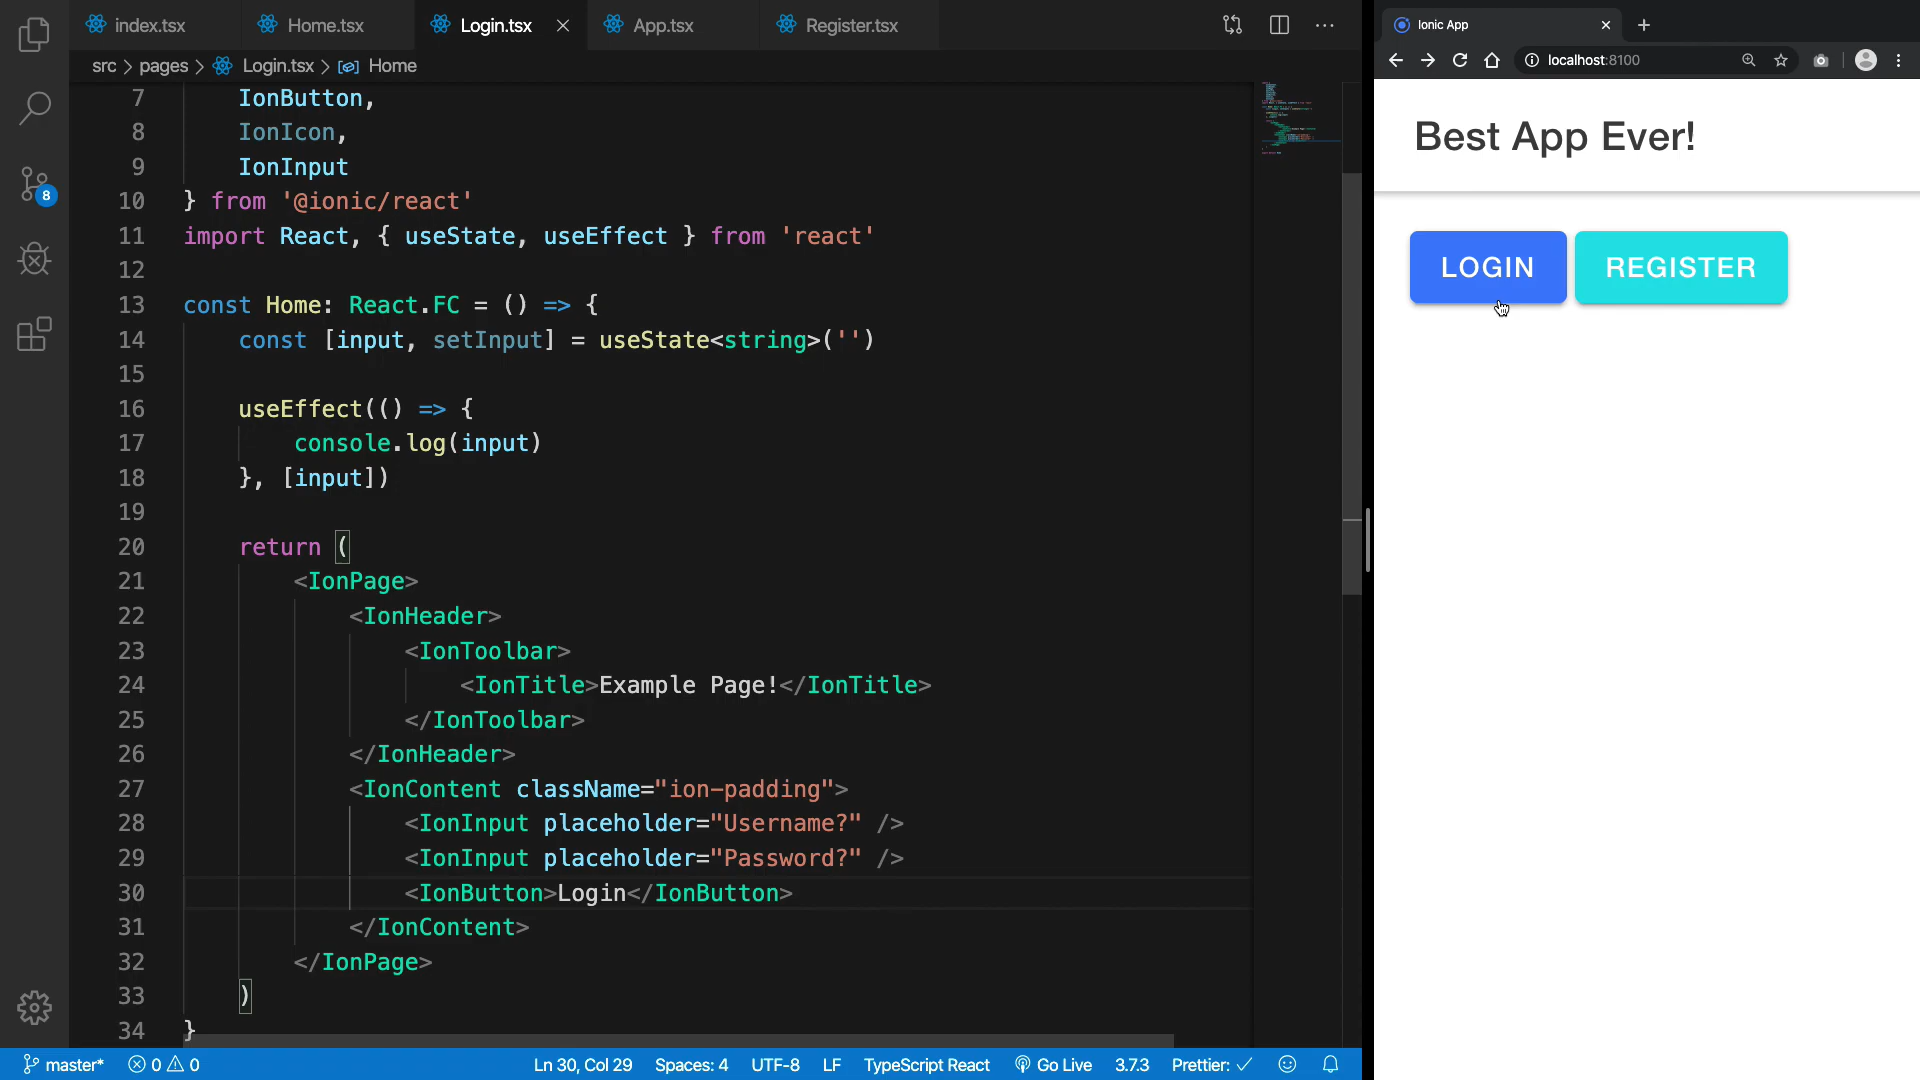 index.tsx
Home.tsx
Login.tsx
App.tsx
Register.tsx
src > pages > Login.tsx > Home
7 IonButton,
8 IonIcon,
9 IonInput
10 } from '@ionic/react'
11 import React, { useState, useEffect } from 'react'
12
13 const Home: React.FC = () => {
14 const [input, setInput] = useState<string>('')
15
16 useEffect(() => {
17 console.log(input)
18 }, [input])
19
20 return (
21 <IonPage>
22 <IonHeader>
23 <IonToolbar>
24 <IonTitle>Example Page!</IonTitle>
25 </IonToolbar>
26 </IonHeader>
27 <IonContent className="ion-padding">
28 <IonInput placeholder="Username?" />
29 <IonInput placeholder="Password?" />
30 <IonButton>Login</IonButton>
31 </IonContent>
32 </IonPage>
33 )
34 }
8
master* 0 0 Ln 30, Col 29 Spaces: 4 UTF-8 LF TypeScript React Go Live 3.7.3 Prettier: ✓
Ionic App
localhost:8100
Best App Ever!
LOGIN REGISTER